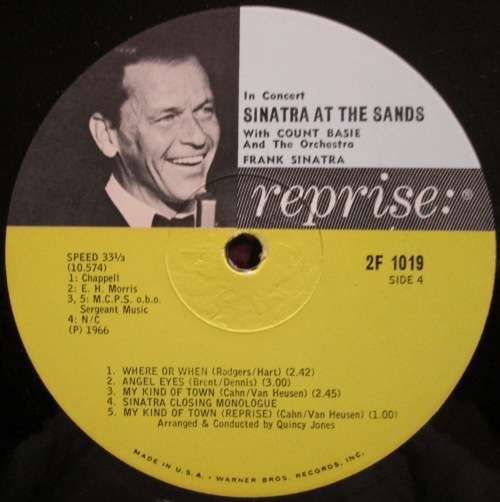 In Concert
SINATRA AT THE SANDS
With COUNT BASIE
And The Orchestra
FRANK SINATRA
reprise:®
SPEED 33⅓
(10.574)
1: Chappell
2: E. H. Morris
3, 5: M.C.P.S. o.b.o.
Sergeant Music
4: N/C
(P) 1966
2F 1019
SIDE 4
1. WHERE OR WHEN (Rodgers/Hart) (2.42)
2. ANGEL EYES (Brent/Dennis) (3.00)
3. MY KIND OF TOWN (Cahn/Van Heusen) (2.45)
4. SINATRA CLOSING MONOLOGUE
5. MY KIND OF TOWN (REPRISE) (Cahn/Van Heusen) (1.00)
Arranged & Conducted by Quincy Jones
MADE IN U.S.A. • WARNER BROS. RECORDS, INC.